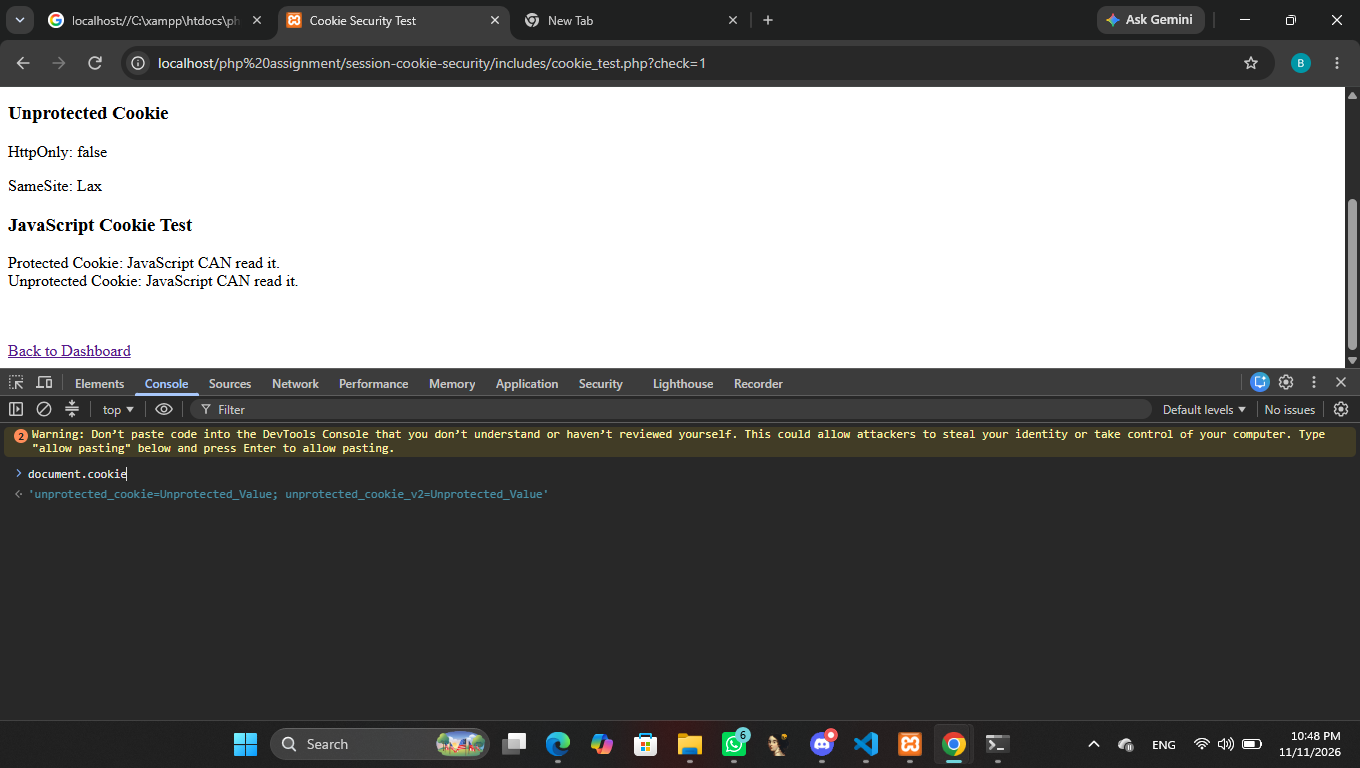 localhost://C:\xampp\htdocs\ph
Cookie Security Test
New Tab
Ask Gemini
localhost/php%20assignment/session-cookie-security/includes/cookie_test.php?check=1
B
Unprotected Cookie
HttpOnly: false
SameSite: Lax
JavaScript Cookie Test
Protected Cookie: JavaScript CAN read it.
Unprotected Cookie: JavaScript CAN read it.
Back to Dashboard
Elements Console Sources Network Performance Memory Application Security Lighthouse Recorder
top Filter Default levels No issues
2 Warning: Don’t paste code into the DevTools Console that you don’t understand or haven’t reviewed yourself. This could allow attackers to steal your identity or take control of your computer. Type
"allow pasting" below and press Enter to allow pasting.
> document.cookie
'unprotected_cookie=Unprotected_Value; unprotected_cookie_v2=Unprotected_Value'
Search
6
ENG
10:48 PM
11/11/2026